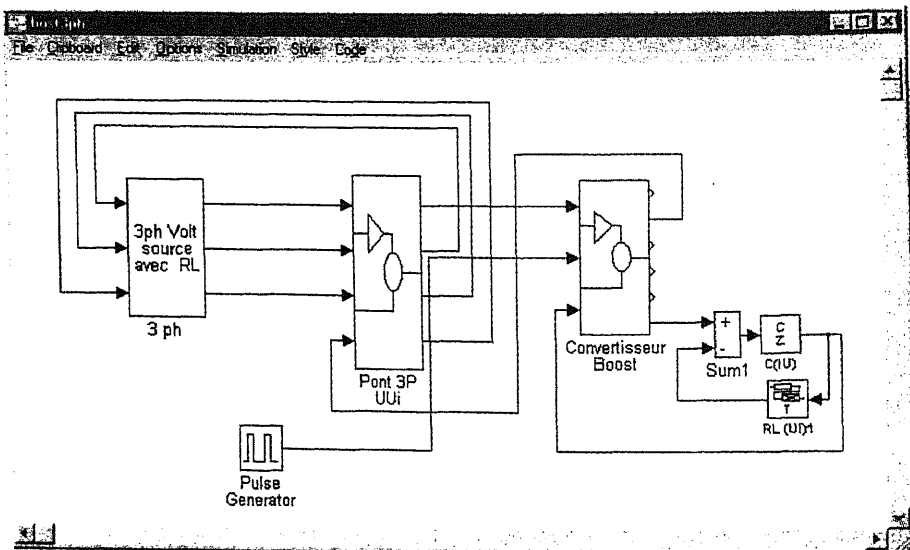 File Clipboard Edit Options Simulation Style Code
3ph Volt
source
avec RL
3 ph
Pont 3P
UUi
Convertisseur
Boost
+
-
Sum1
C
Z
C(IU)
T
RL (UI)1
Pulse
Generator